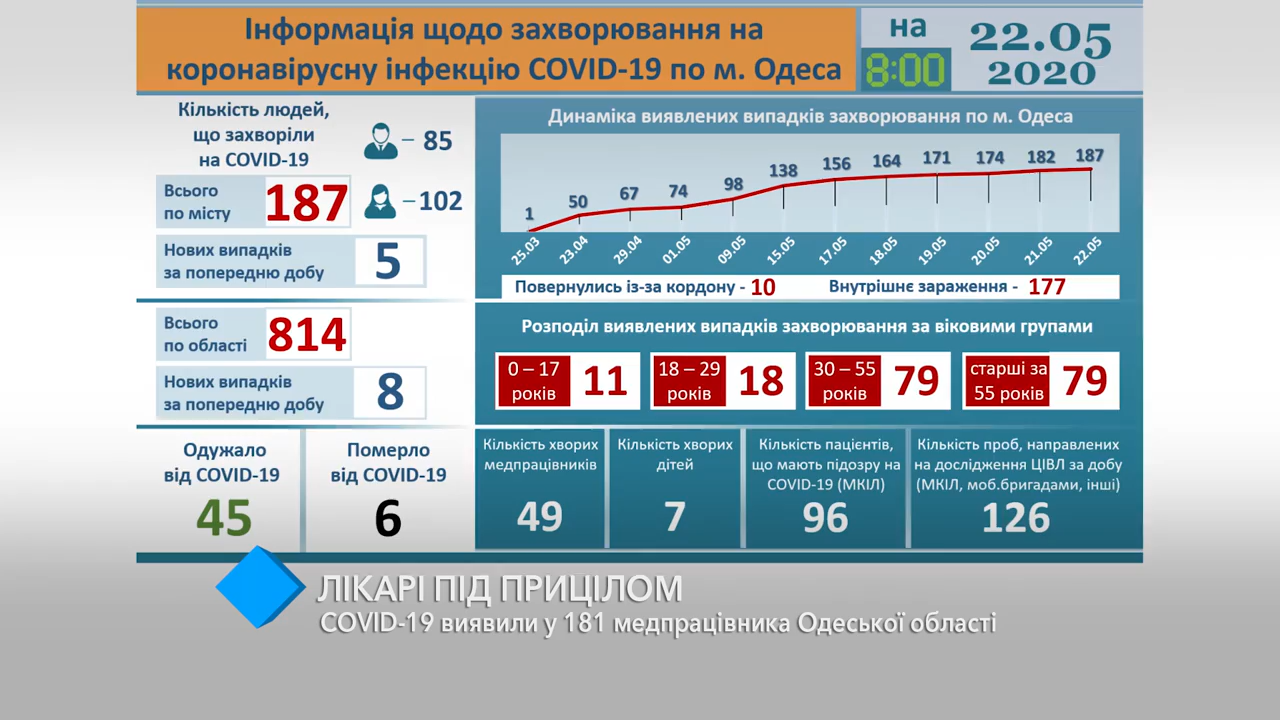 Інформація щодо захворювання на
коронавірусну інфекцію COVID-19 по м. Одеса
на
8:00
22.05
2020
Кількість людей,
що захворіли
на COVID-19
– 85
– 102
Всього
по місту
187
Нових випадків
за попередню добу
5
Всього
по області
814
Нових випадків
за попередню добу
8
Одужало
від COVID-19
45
Померло
від COVID-19
6
Динаміка виявлених випадків захворювання по м. Одеса
1 50 67 74 98 138 156 164 171 174 182 187
25.03 23.04 29.04 01.05 09.05 15.05 17.05 18.05 19.05 20.05 21.05 22.05
Повернулись із-за кордону - 10
Внутрішнє зараження - 177
Розподіл виявлених випадків захворювання за віковими групами
0 – 17
років
11
18 – 29
років
18
30 – 55
років
79
старші за
55 років
79
Кількість хворих
медпрацівників
49
Кількість хворих
дітей
7
Кількість пацієнтів,
що мають підозру на
COVID-19 (МКІЛ)
96
Кількість проб, направлених
на дослідження ЦІВЛ за добу
(МКІЛ, моб.бригадами, інші)
126
ЛІКАРІ ПІД ПРИЦІЛОМ
COVID-19 виявили у 181 медпрацівника Одеської області